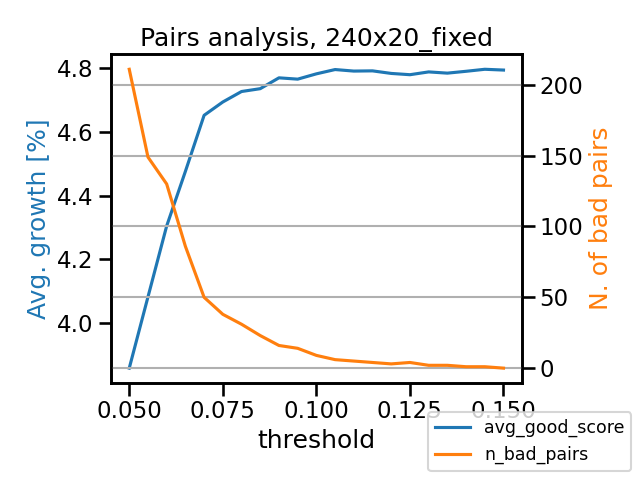 Pairs analysis, 240x20_fixed
4.8
4.6
4.4
4.2
4.0
Avg. growth [%]
200
150
100
50
0
N. of bad pairs
0.050 0.075 0.100 0.125 0.150
threshold
avg_good_score
n_bad_pairs